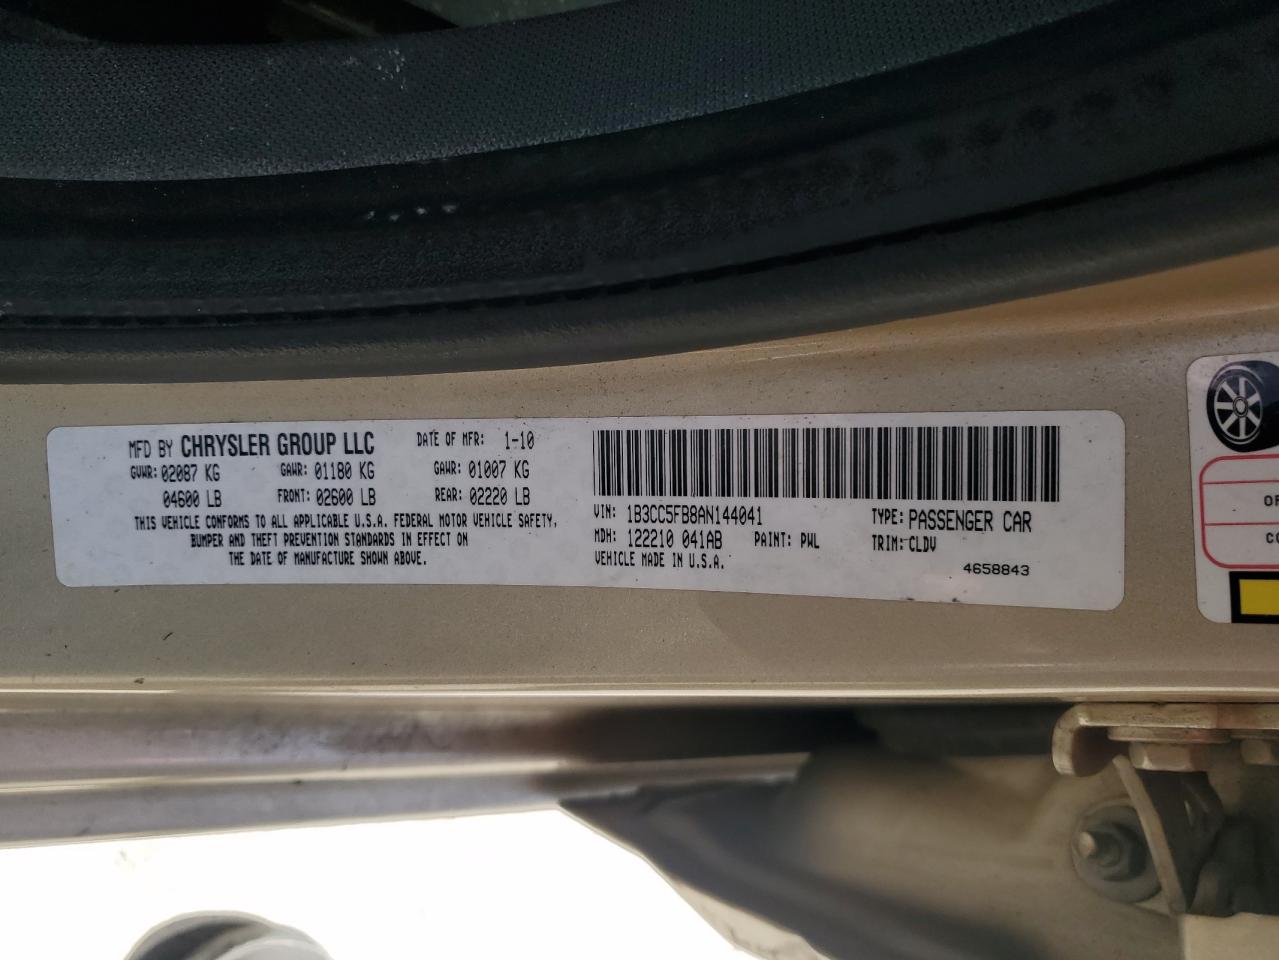 MFD BY CHRYSLER GROUP LLC DATE OF MFR: 1-10
GVWR: 02087 KG GAWR: 01180 KG GAWR: 01007 KG
04600 LB FRONT: 02600 LB REAR: 02220 LB
THIS VEHICLE CONFORMS TO ALL APPLICABLE U.S.A. FEDERAL MOTOR VEHICLE SAFETY,
BUMPER AND THEFT PREVENTION STANDARDS IN EFFECT ON
THE DATE OF MANUFACTURE SHOWN ABOVE.
VIN: 1B3CC5FB8AN144041 TYPE: PASSENGER CAR
MDH: 122210 041AB PAINT: PWL TRIM: CLDV
VEHICLE MADE IN U.S.A.
4658843